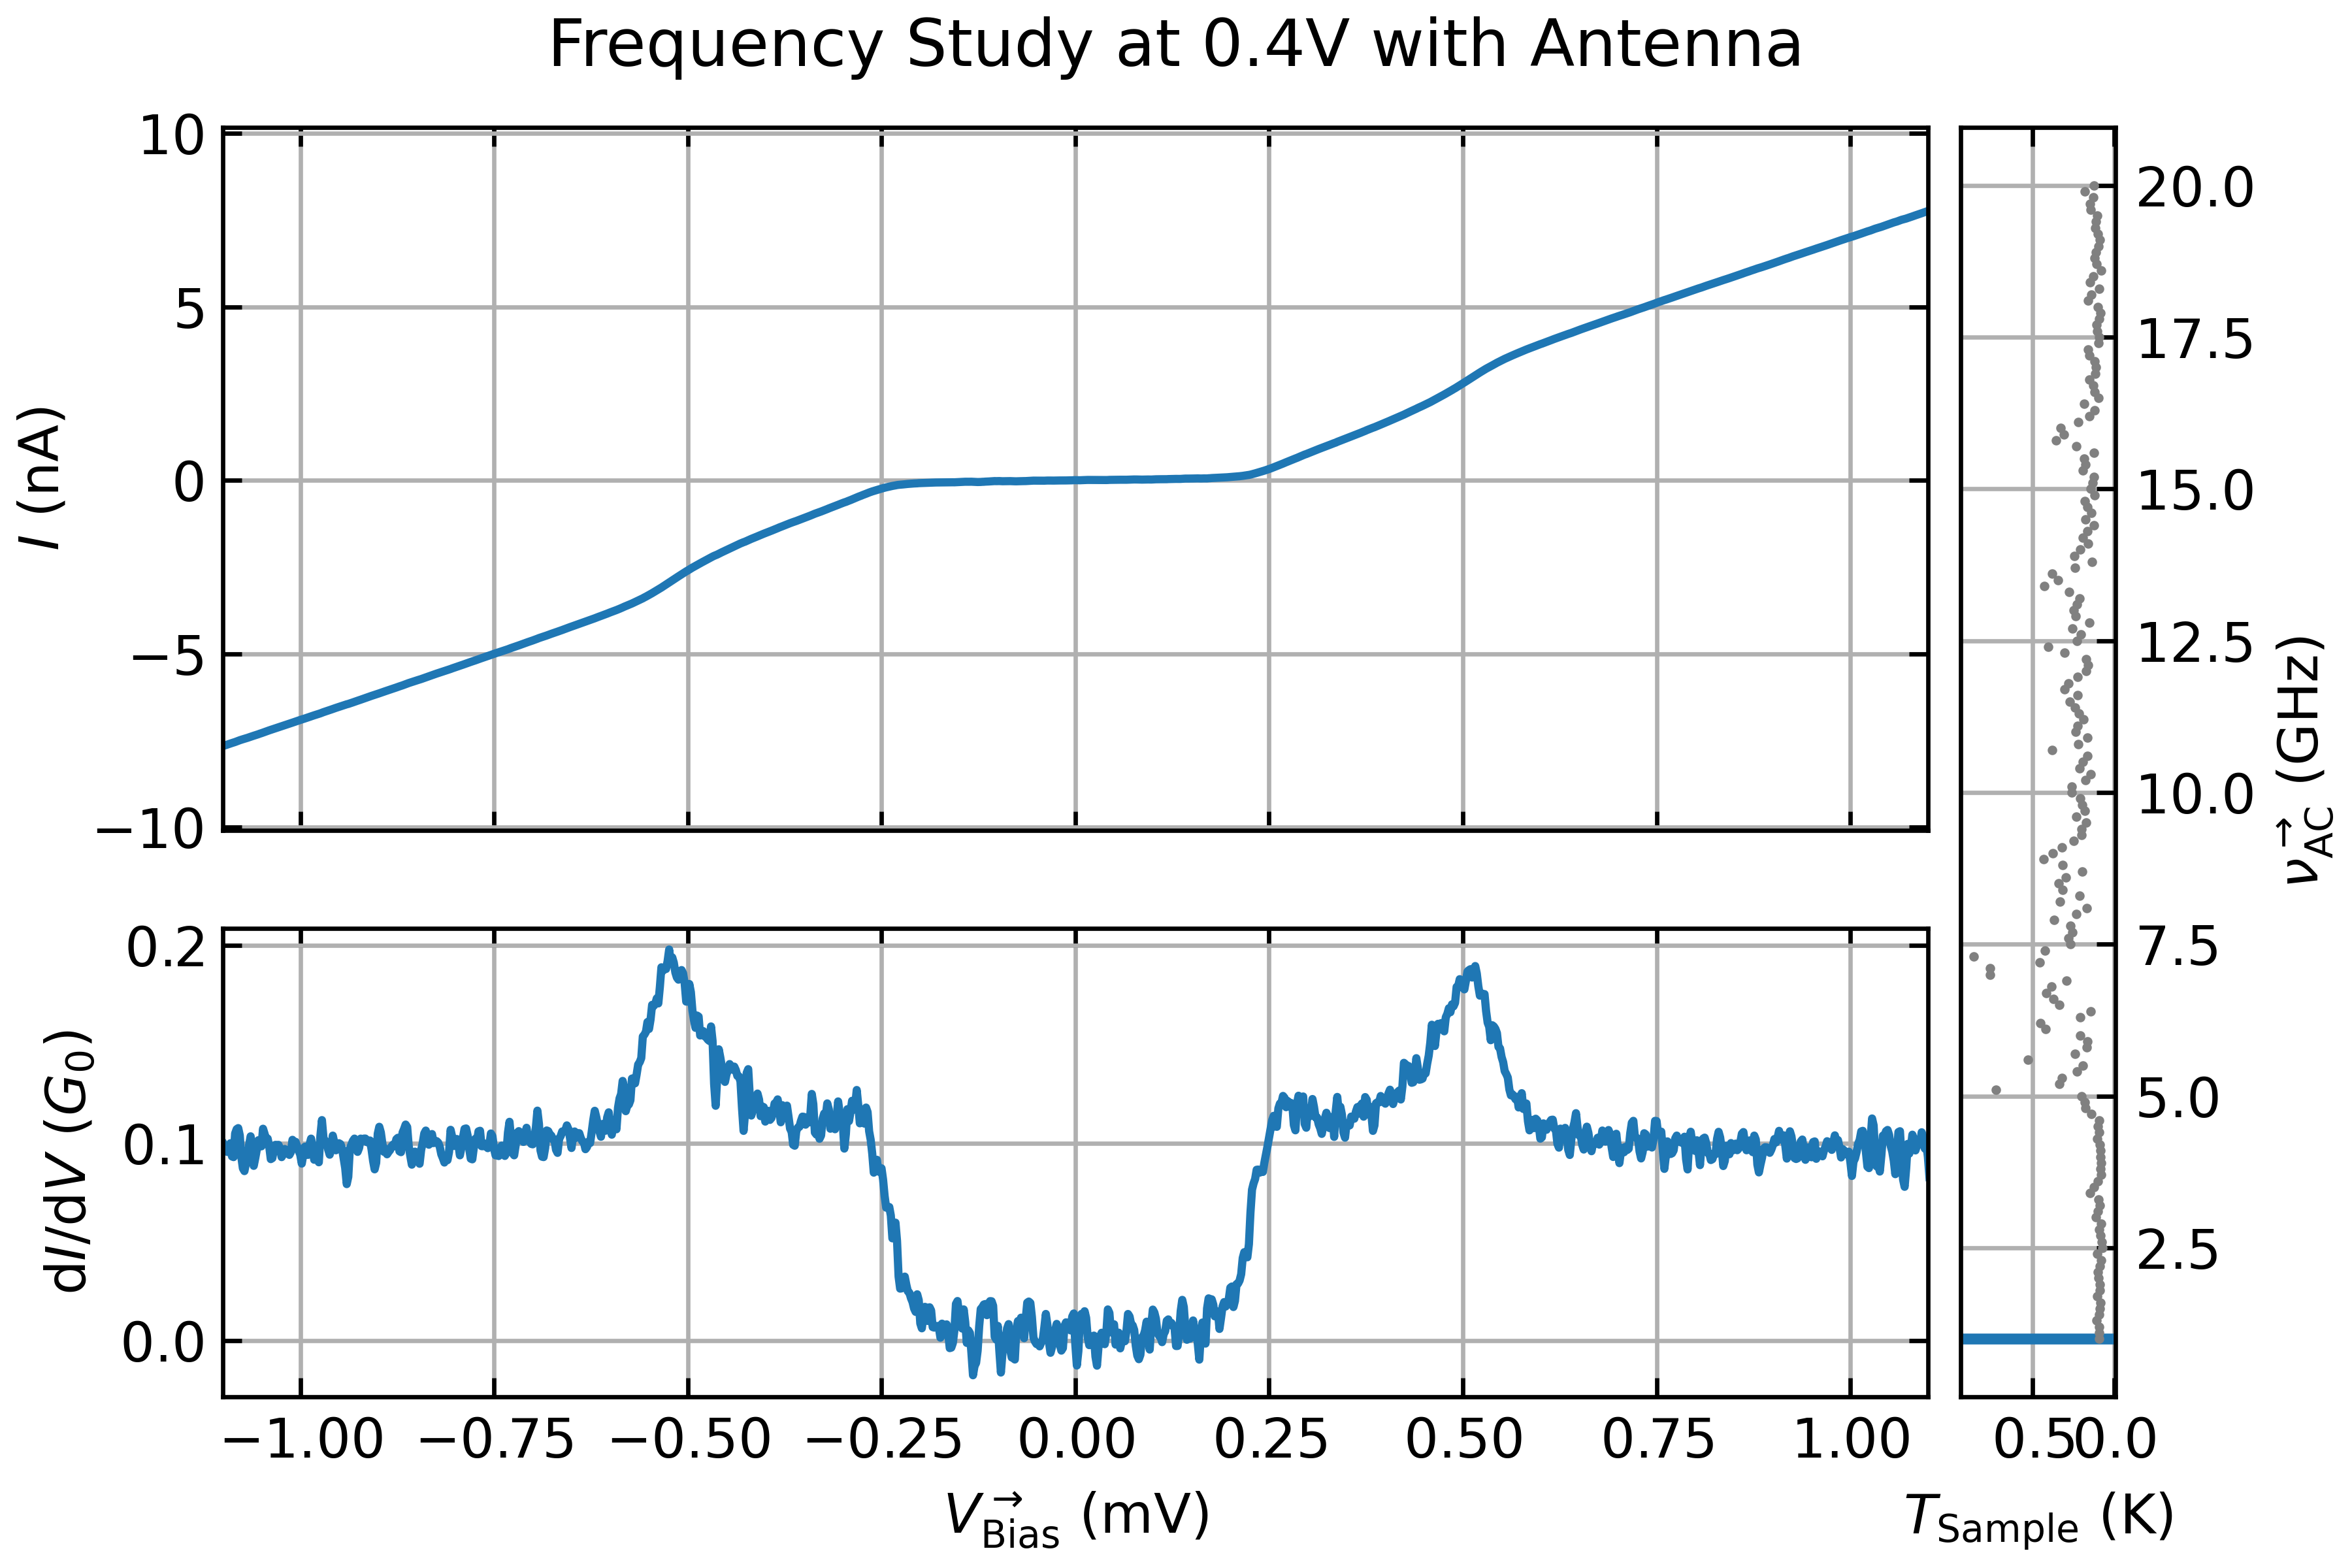 Frequency Study at 0.4V with Antenna
10
5
0
−5
−10
I (nA)
0.2
0.1
0.0
dI/dV (G₀)
−1.00 −0.75 −0.50 −0.25 0.00 0.25 0.50 0.75 1.00
V→Bias (mV)
20.0
17.5
15.0
12.5
10.0
7.5
5.0
2.5
ν→AC (GHz)
0.5 0.0
TSample (K)